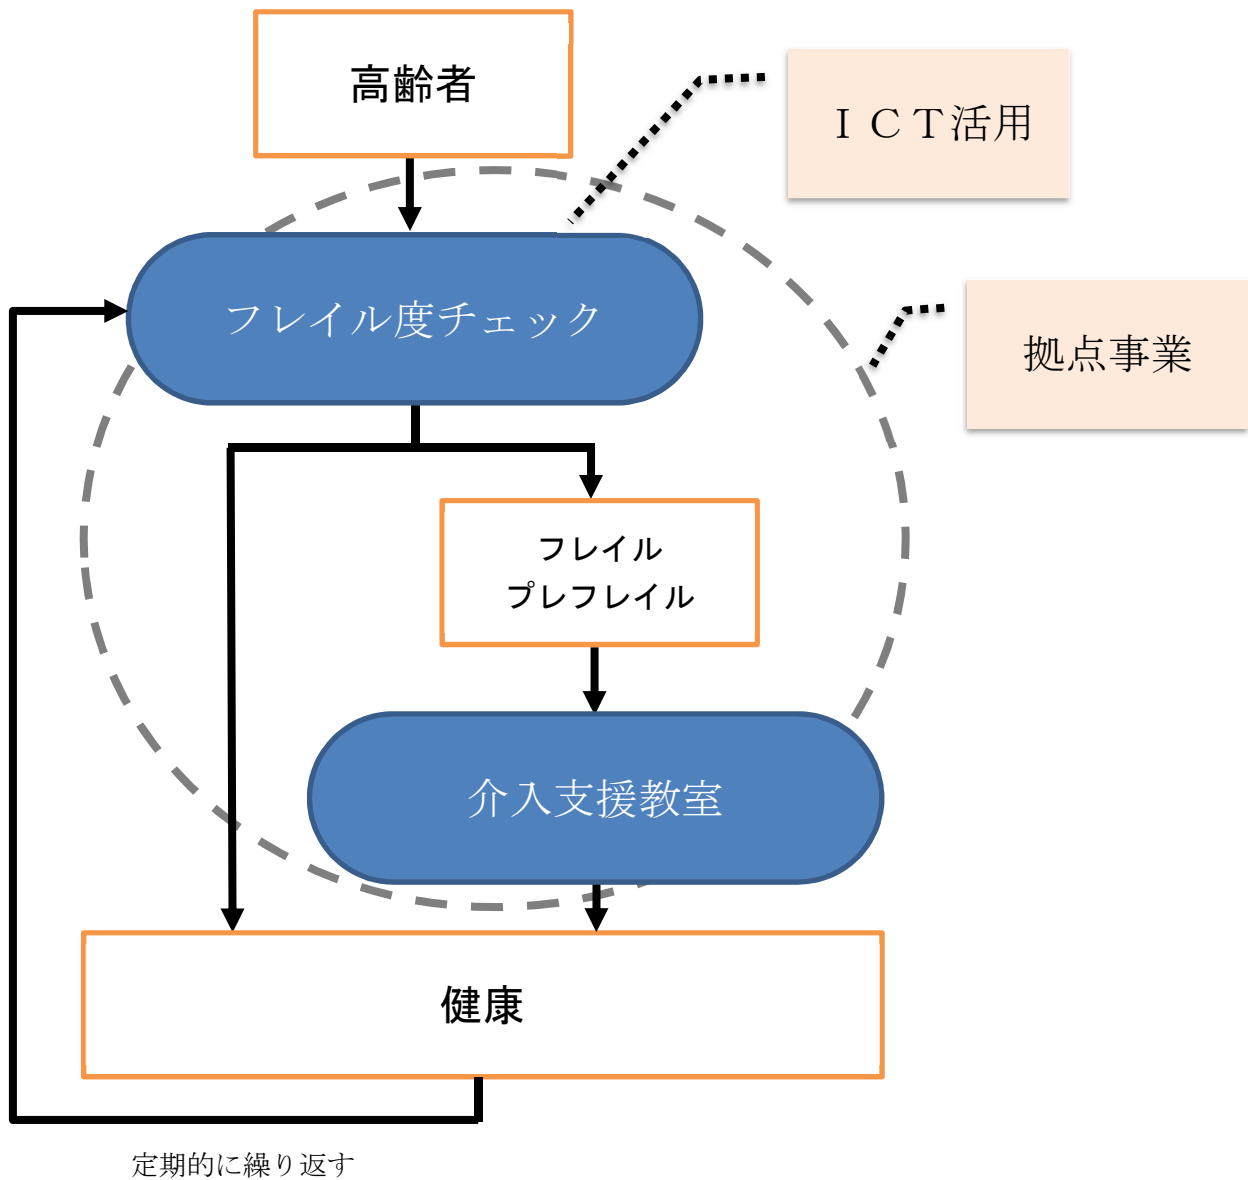 高齢者
ＩＣＴ活用
フレイル度チェック
拠点事業
フレイル
プレフレイル
介入支援教室
健康
定期的に繰り返す